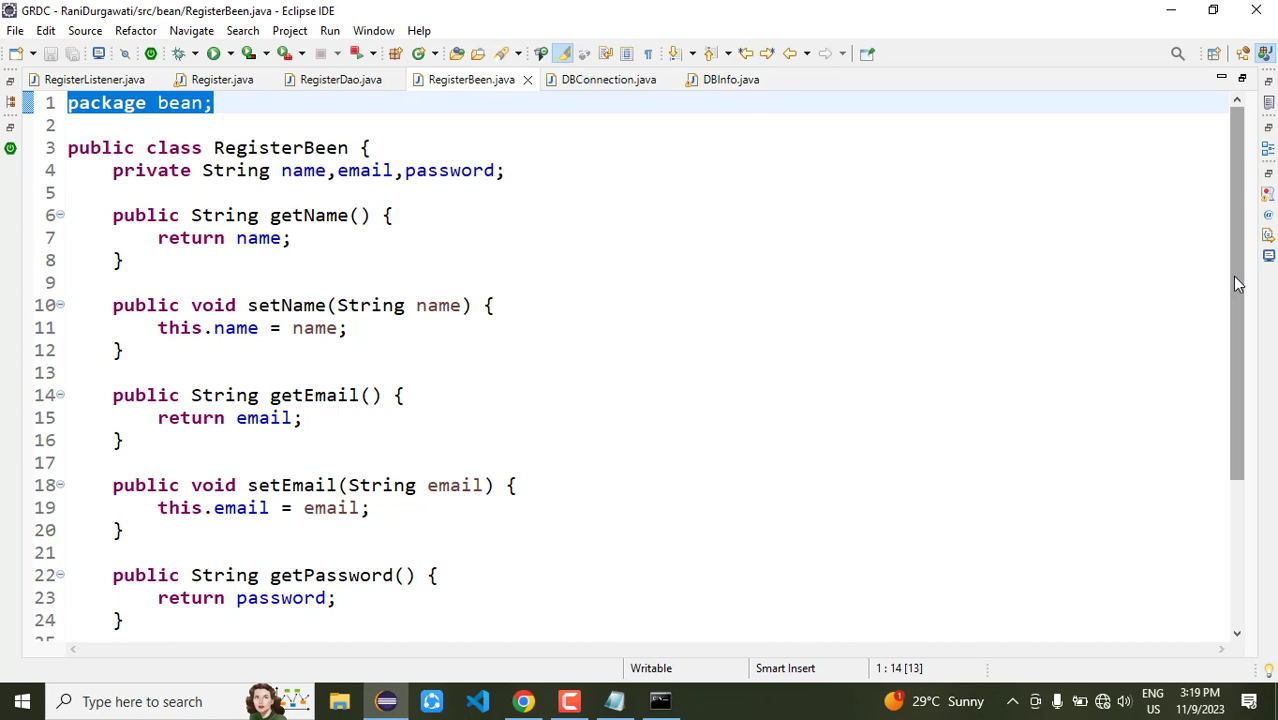 GRDC - RaniDurgawati/src/bean/RegisterBeen.java - Eclipse IDE
File Edit Source Refactor Navigate Search Project Run Window Help
RegisterListener.java Register.java RegisterDao.java RegisterBeen.java DBConnection.java DBInfo.java
1 package bean;
2
3 public class RegisterBeen {
4 private String name,email,password;
5
6 public String getName() {
7 return name;
8 }
9
10 public void setName(String name) {
11 this.name = name;
12 }
13
14 public String getEmail() {
15 return email;
16 }
17
18 public void setEmail(String email) {
19 this.email = email;
20 }
21
22 public String getPassword() {
23 return password;
24 }
25
Writable Smart Insert 1 : 14 [13]
Type here to search 1 29°C Sunny ENG US 3:19 PM 11/9/2023